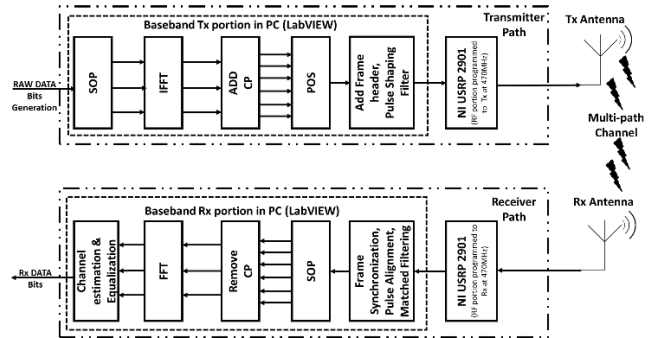 Baseband Tx portion in PC (LabVIEW)
Transmitter
Path
Tx Antenna
RAW DATA
Bits
Generation
SOP
IFFT
ADD
CP
POS
Add Frame
header,
Pulse Shaping
Filter
NI USRP 2901
(RF portion programmed
to Tx at 470MHz)
Multi-path
Channel
Baseband Rx portion in PC (LabVIEW)
Receiver
Path
Rx Antenna
Rx DATA
Bits
Channel
estimation &
Equalization
FFT
Remove
CP
SOP
Frame
Synchronization,
Pulse Alignment,
Matched Filtering
NI USRP 2901
(RF portion programmed to
Rx at 470MHz)